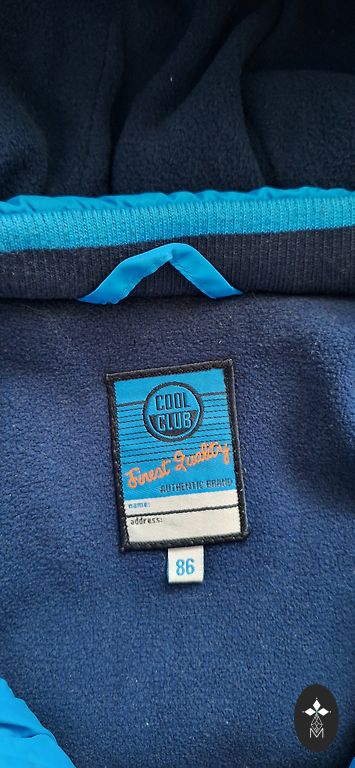 COOL
CLUB
Finest Quality
AUTHENTIC BRAND
name:
address:
86
M